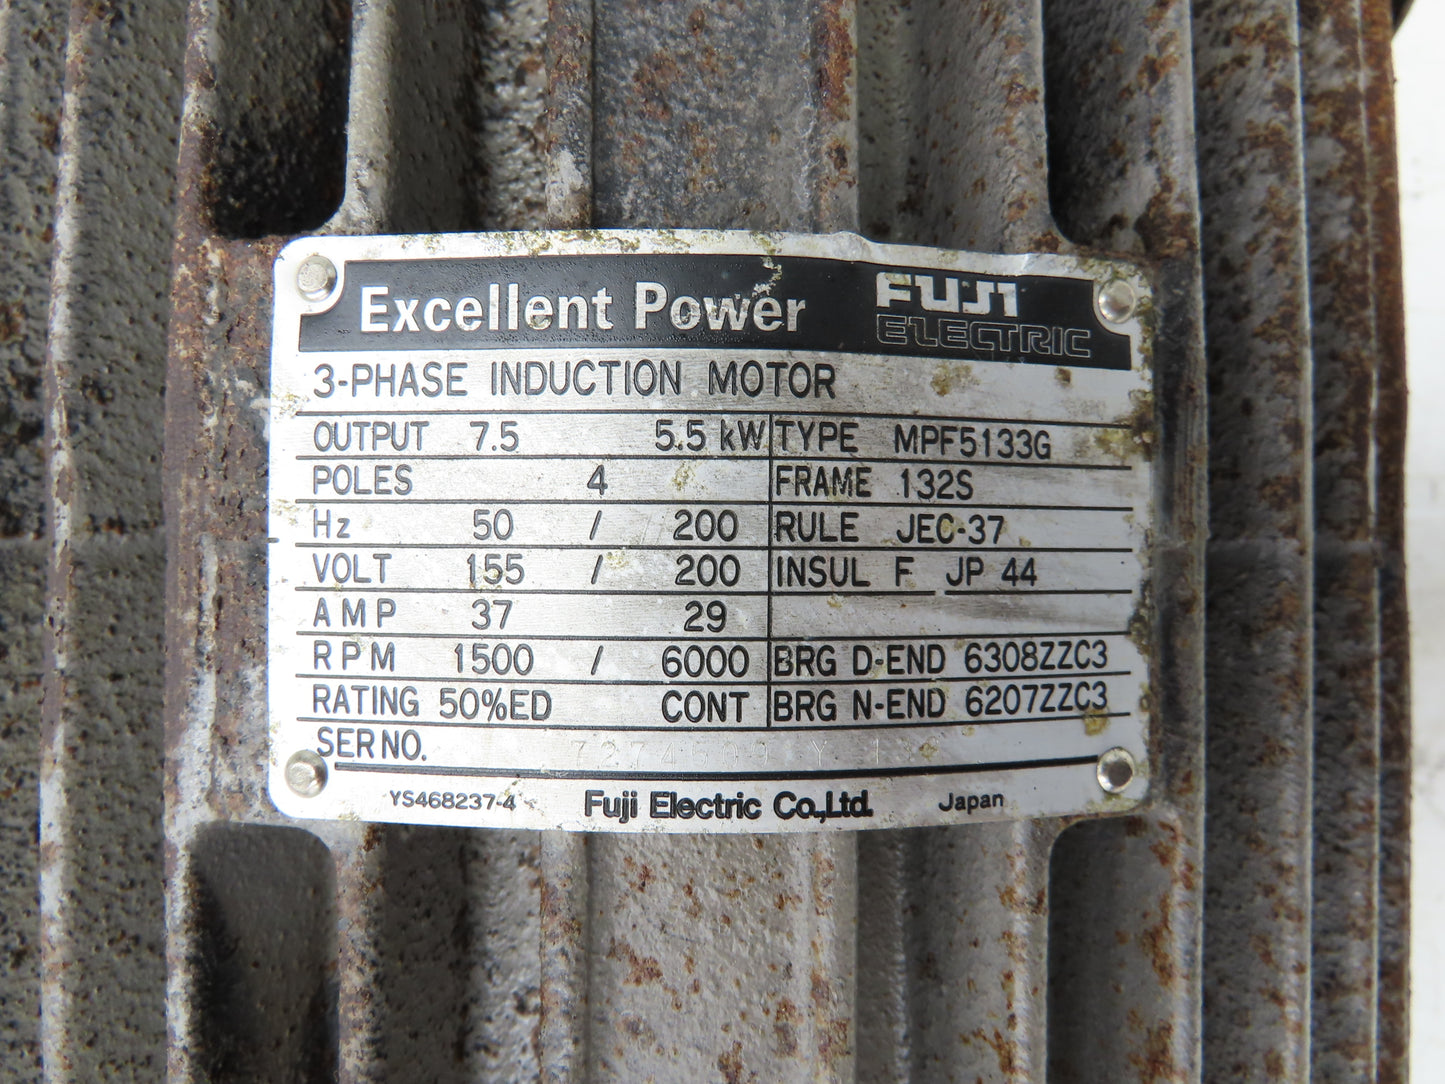 Excellent Power FUJI
ELECTRIC
3-PHASE INDUCTION MOTOR
OUTPUT 7.5 5.5 kW TYPE MPF5133G
POLES 4 FRAME 132S
Hz 50 / 200 RULE JEC-37
VOLT 155 / 200 INSUL F JP 44
AMP 37 29
RPM 1500 / 6000 BRG D-END 6308ZZC3
RATING 50%ED CONT BRG N-END 6207ZZC3
SER NO. Y
YS468237-4 Fuji Electric Co.,Ltd. Japan